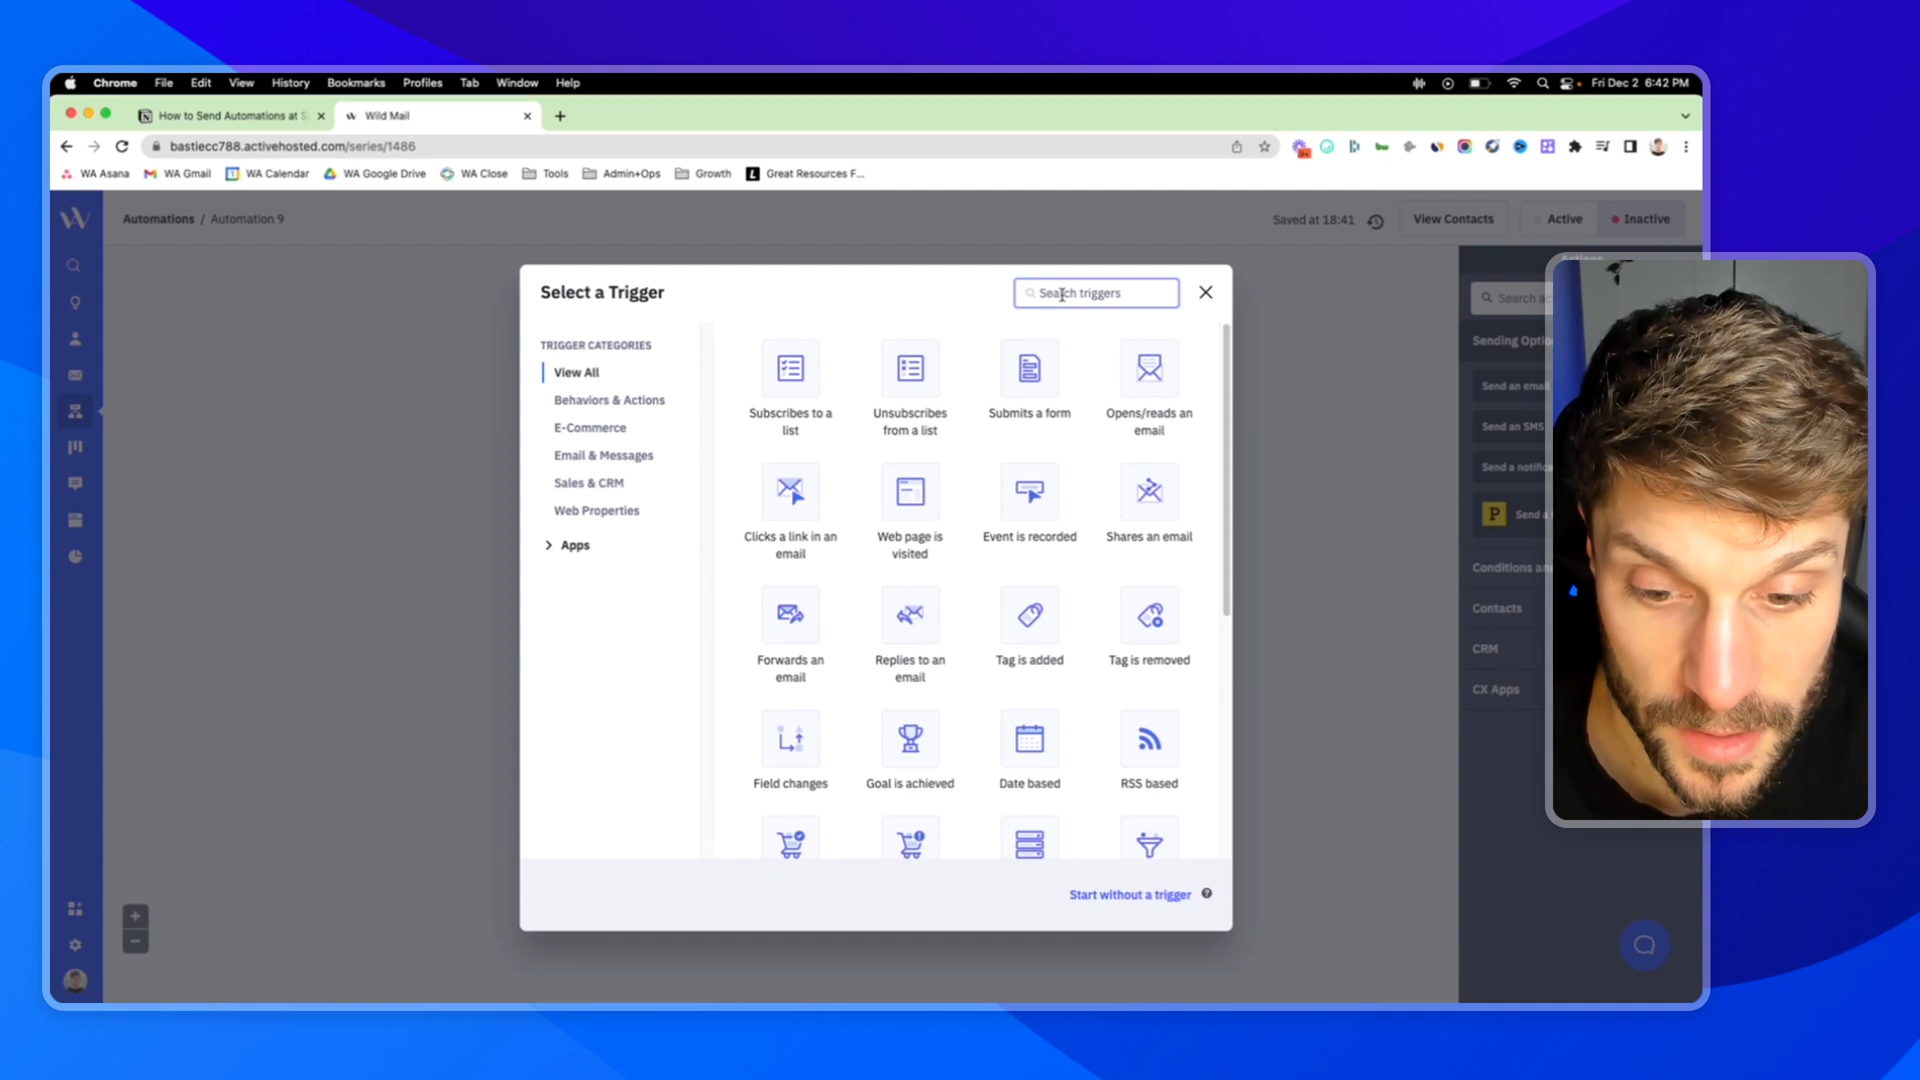 Chrome File Edit View History Bookmarks Profiles Tab Window Help
Fri Dec 2 6:42 PM
How to Send Automations at S
Wild Mail
bastiecc788.activehosted.com/series/1486
WA Asana WA Gmail WA Calendar WA Google Drive WA Close Tools Admin+Ops Growth Great Resources F...
Automations / Automation 9
Saved at 18:41
View Contacts
Active
Inactive
Select a Trigger
Search triggers
TRIGGER CATEGORIES
View All
Behaviors & Actions
E-Commerce
Email & Messages
Sales & CRM
Web Properties
Apps
Subscribes to a
list
Unsubscribes
from a list
Submits a form
Opens/reads an
email
Clicks a link in an
email
Web page is
visited
Event is recorded
Shares an email
Forwards an
email
Replies to an
email
Tag is added
Tag is removed
Field changes
Goal is achieved
Date based
RSS based
Start without a trigger
Search ac
Sending Optio
Send an email
Send an SMS
Send a notific
P Send a
Conditions and
Contacts
CRM
CX Apps